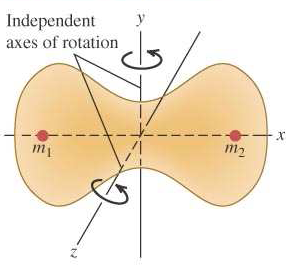 Independent
axes of rotation
y
x
m1
m2
z